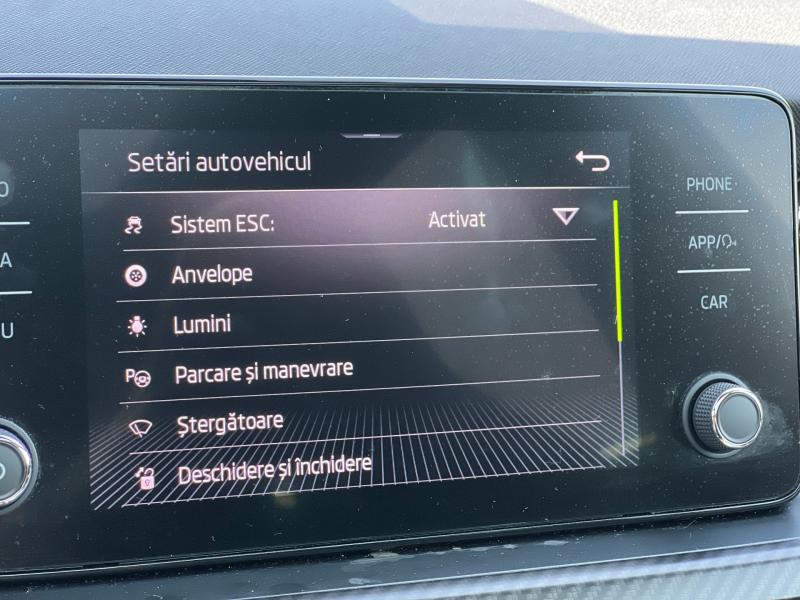 Setări autovehicul
Sistem ESC: Activat
Anvelope
Lumini
Parcare și manevrare
Ștergătoare
Deschidere și închidere
PHONE
APP/
CAR